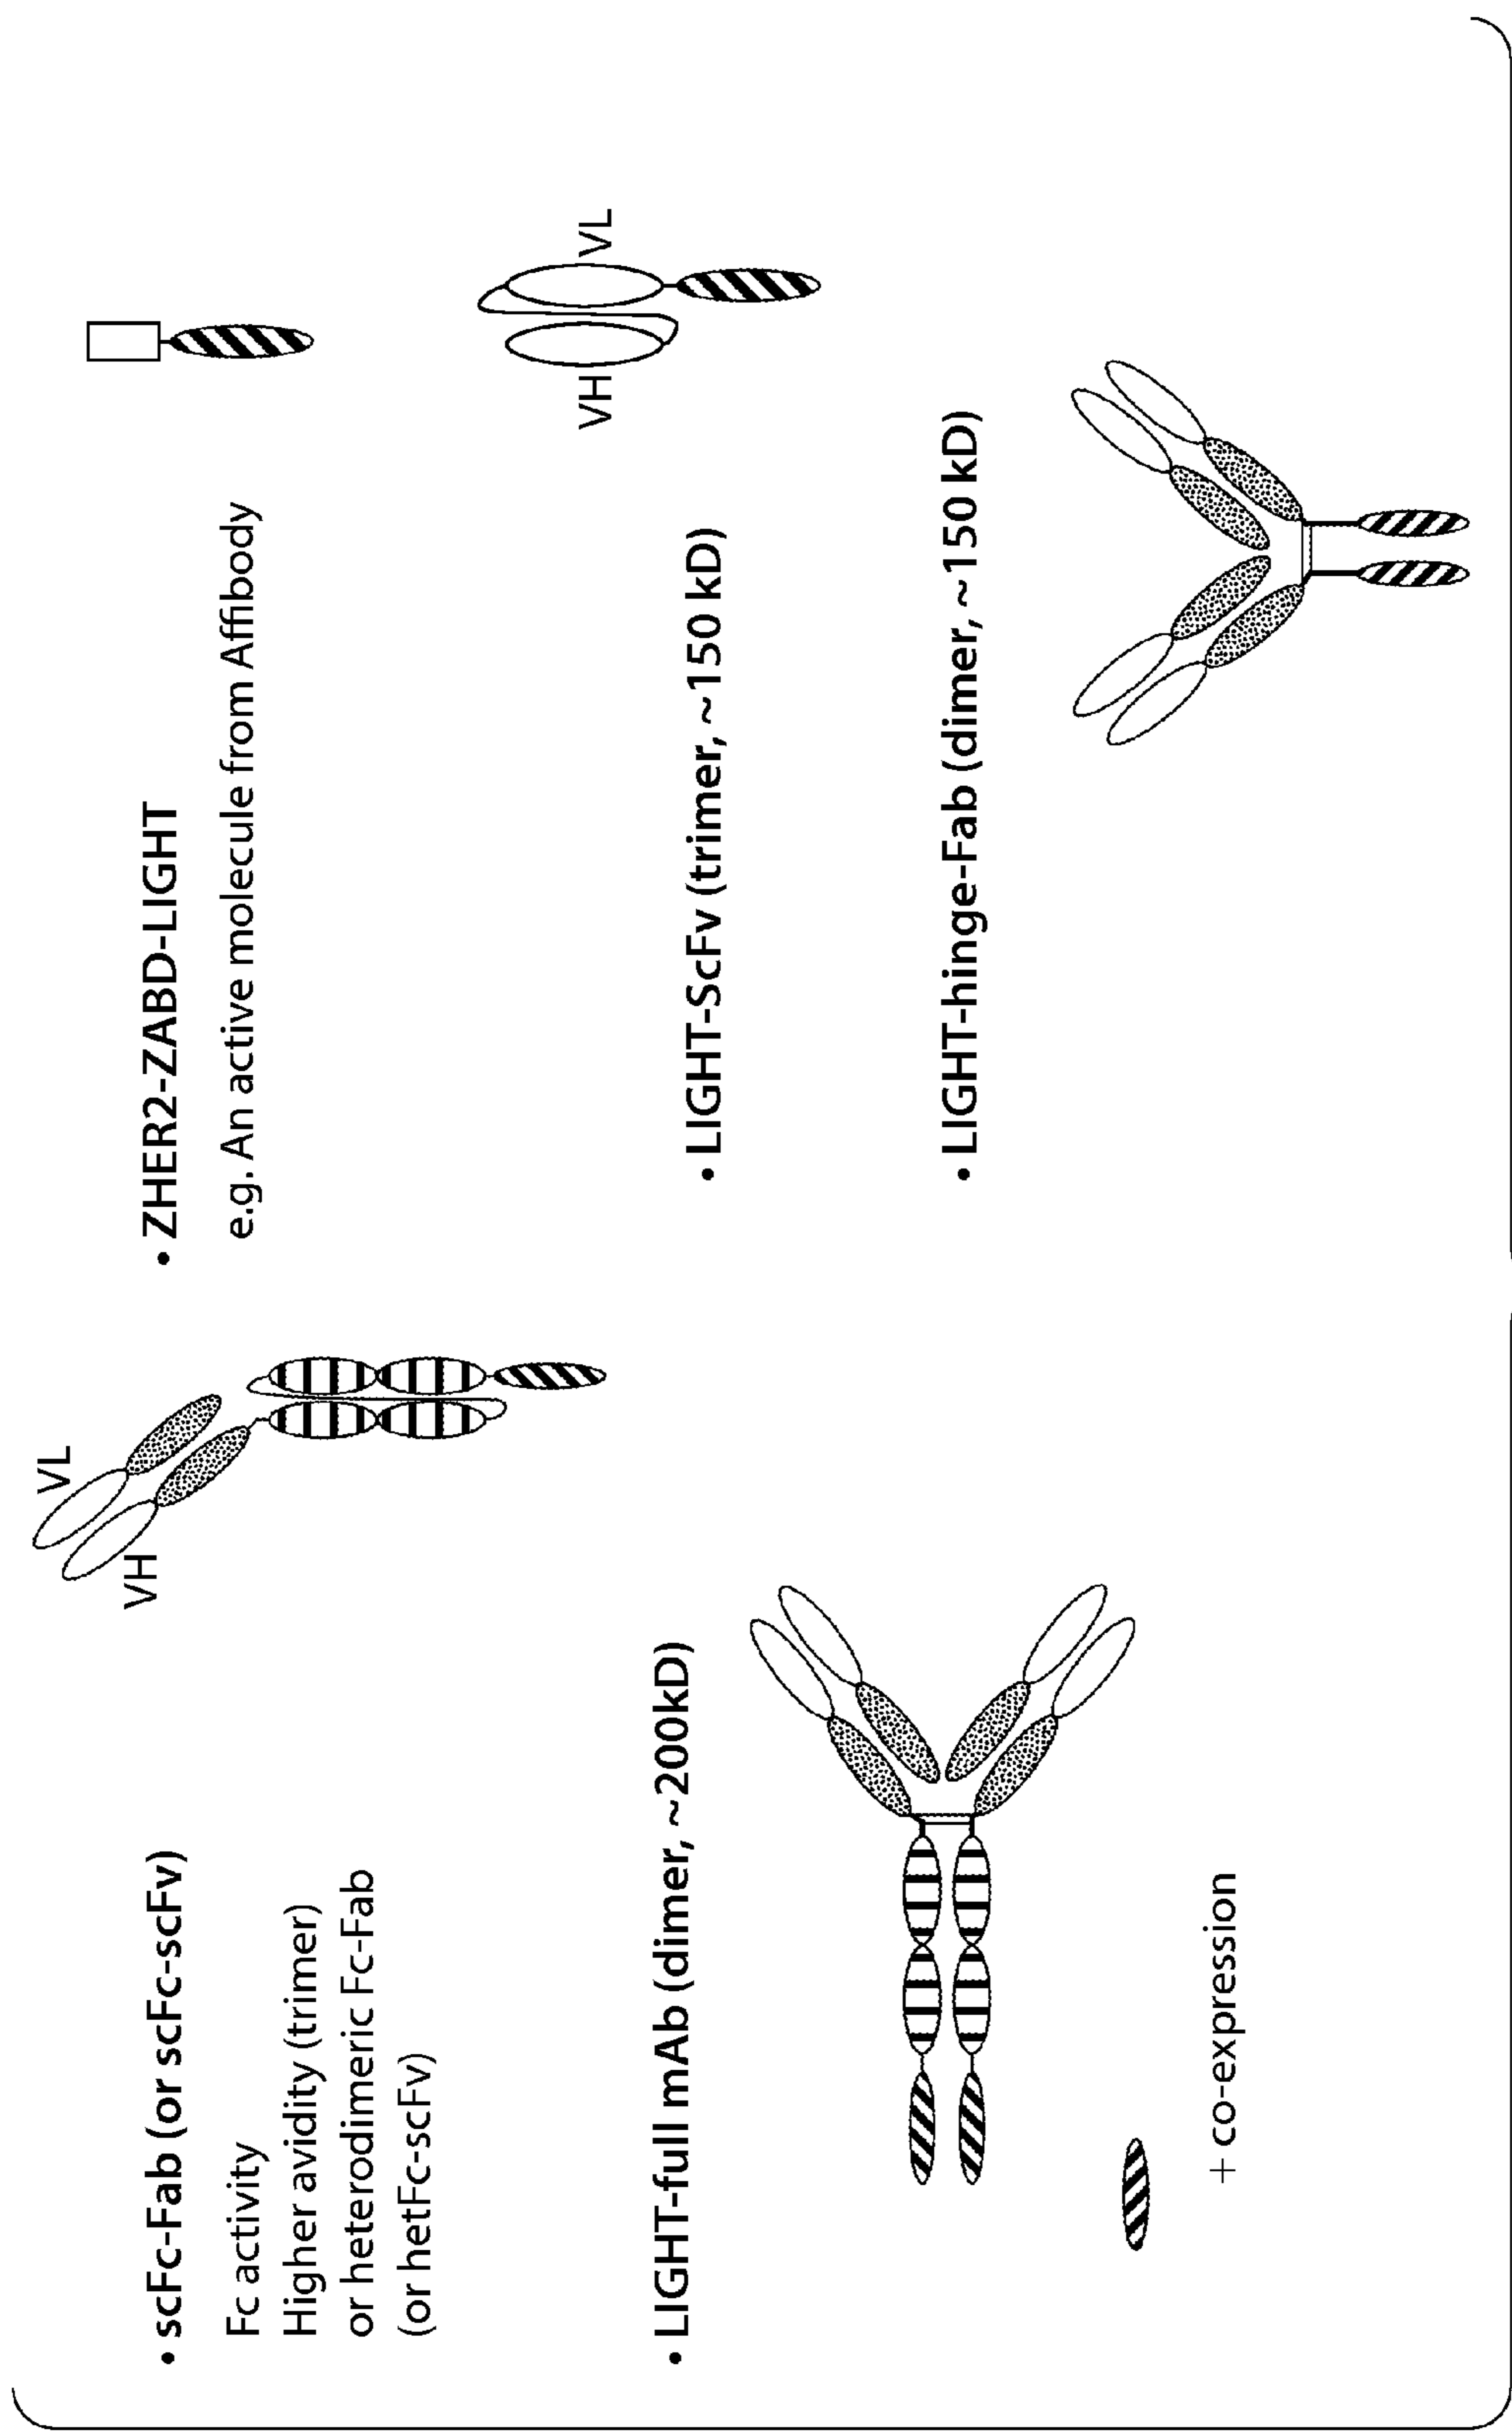 • scFc-Fab (or scFc-scFv)
Fc activity
Higher avidity (trimer)
or heterodimeric Fc-Fab
(or hetFc-scFv)
VL
VH
• LIGHT-full mAb (dimer, ~200kD)
+ co-expression
• ZHER2-ZABD-LIGHT
e.g. An active molecule from Affibody
• LIGHT-ScFv (trimer, ~150 kD)
VH
VL
• LIGHT-hinge-Fab (dimer, ~150 kD)